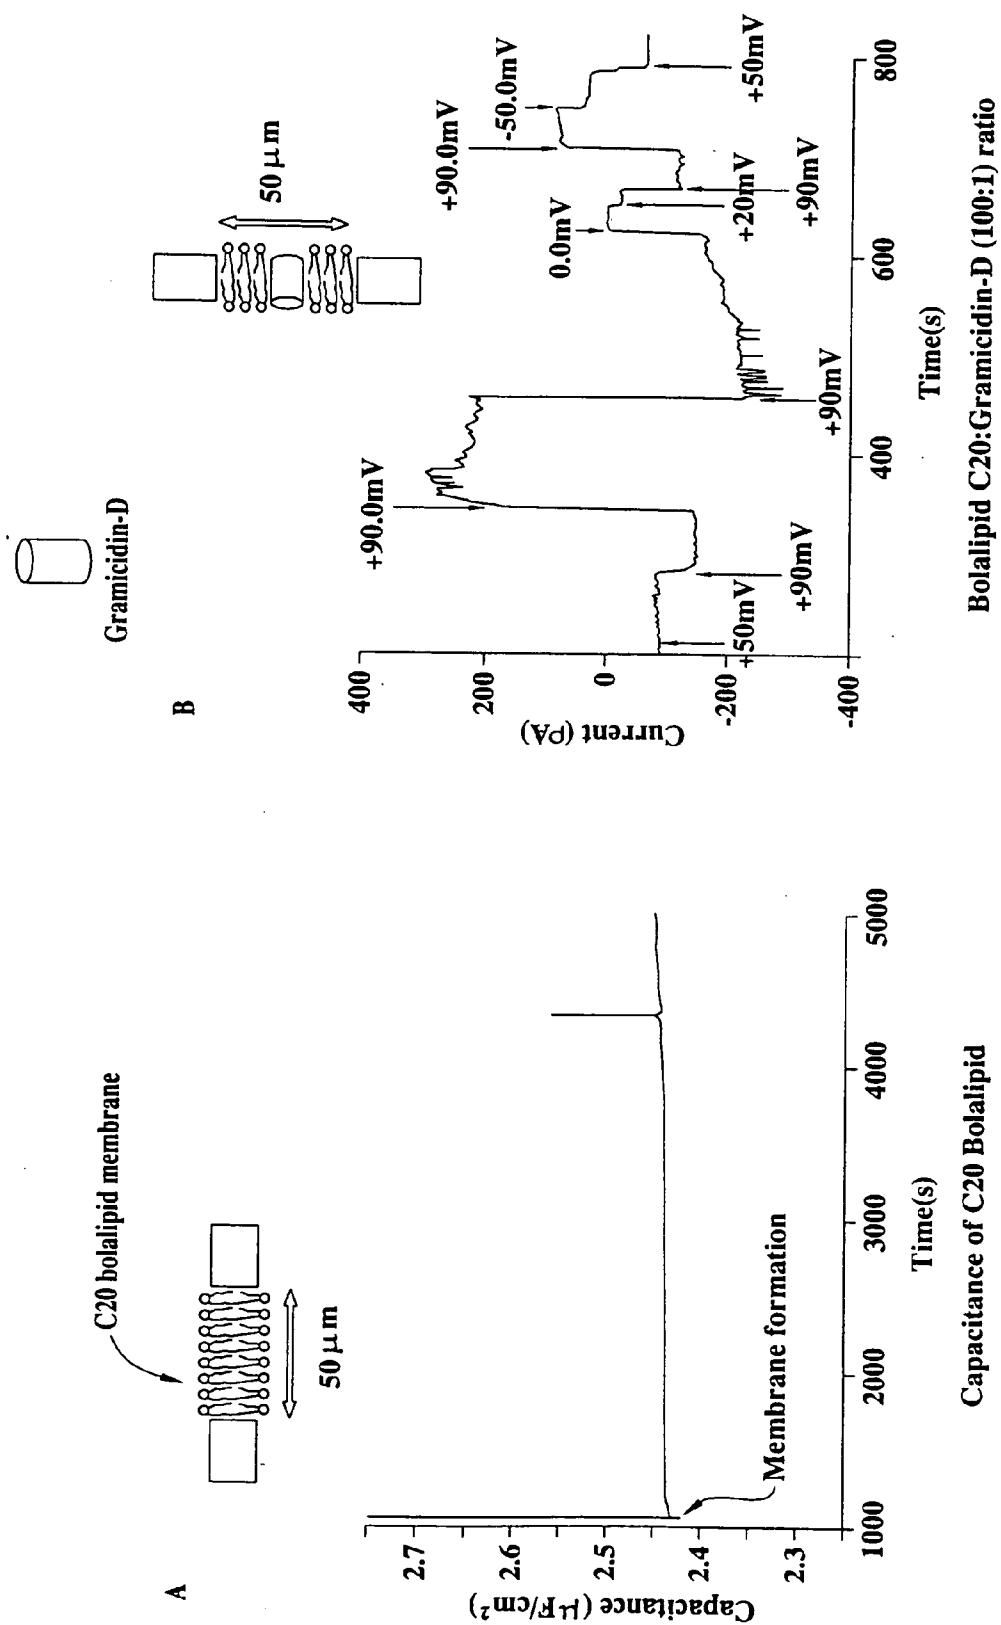 A
C20 bolalipid membrane
50 μm
Capacitance (μF/cm²)
2.7
2.6
2.5
2.4
2.3
Membrane formation
1000
2000
3000
4000
5000
Time(s)
Capacitance of C20 Bolalipid
B
Gramicidin-D
50 μm
Current (PA)
400
200
0
-200
-400
+90.0mV
0.0mV
+90.0mV
-50.0mV
+50mV
+90mV
+90mV
+20mV
+90mV
+50mV
400
600
800
Time(s)
Bolalipid C20:Gramicidin-D (100:1) ratio